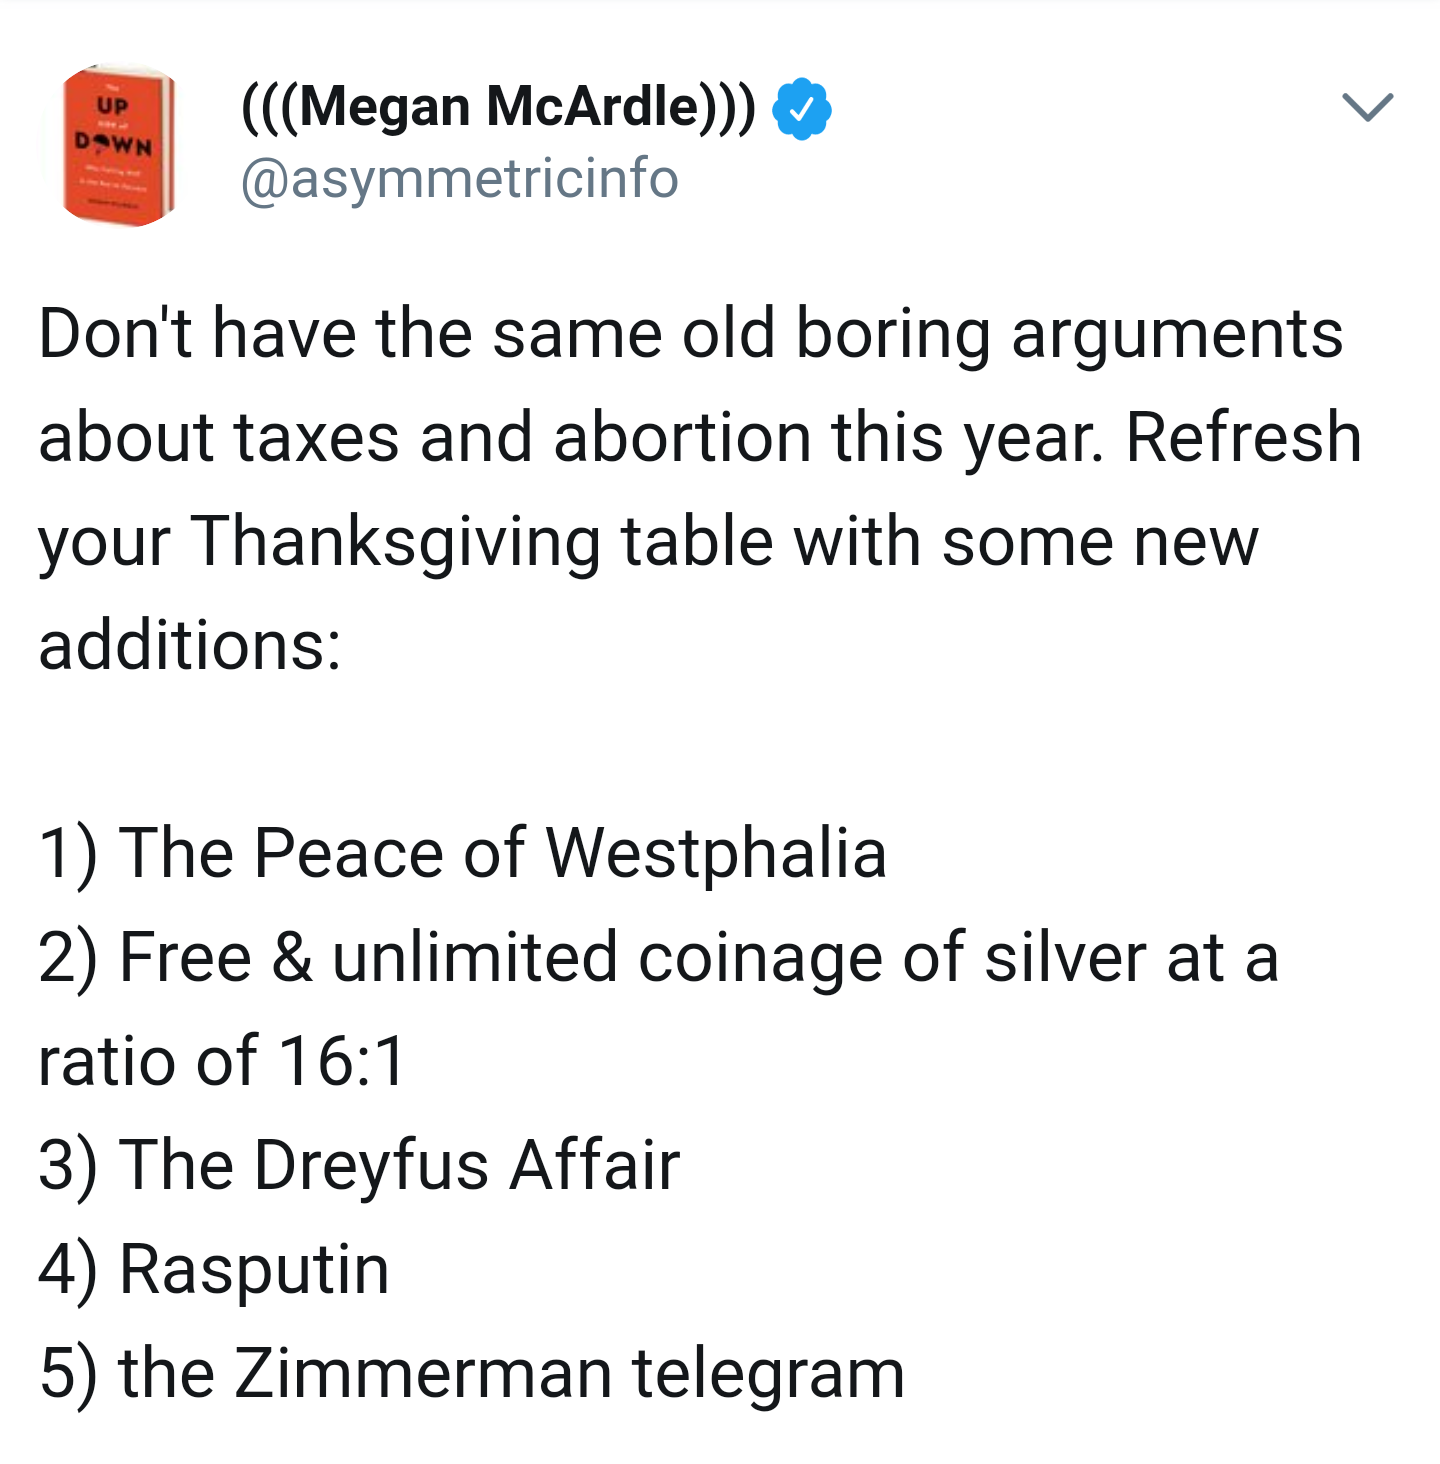 UP
DOWN
(((Megan McArdle)))
@asymmetricinfo
Don't have the same old boring arguments
about taxes and abortion this year. Refresh
your Thanksgiving table with some new
additions:
1) The Peace of Westphalia
2) Free & unlimited coinage of silver at a
ratio of 16:1
3) The Dreyfus Affair
4) Rasputin
5) the Zimmerman telegram